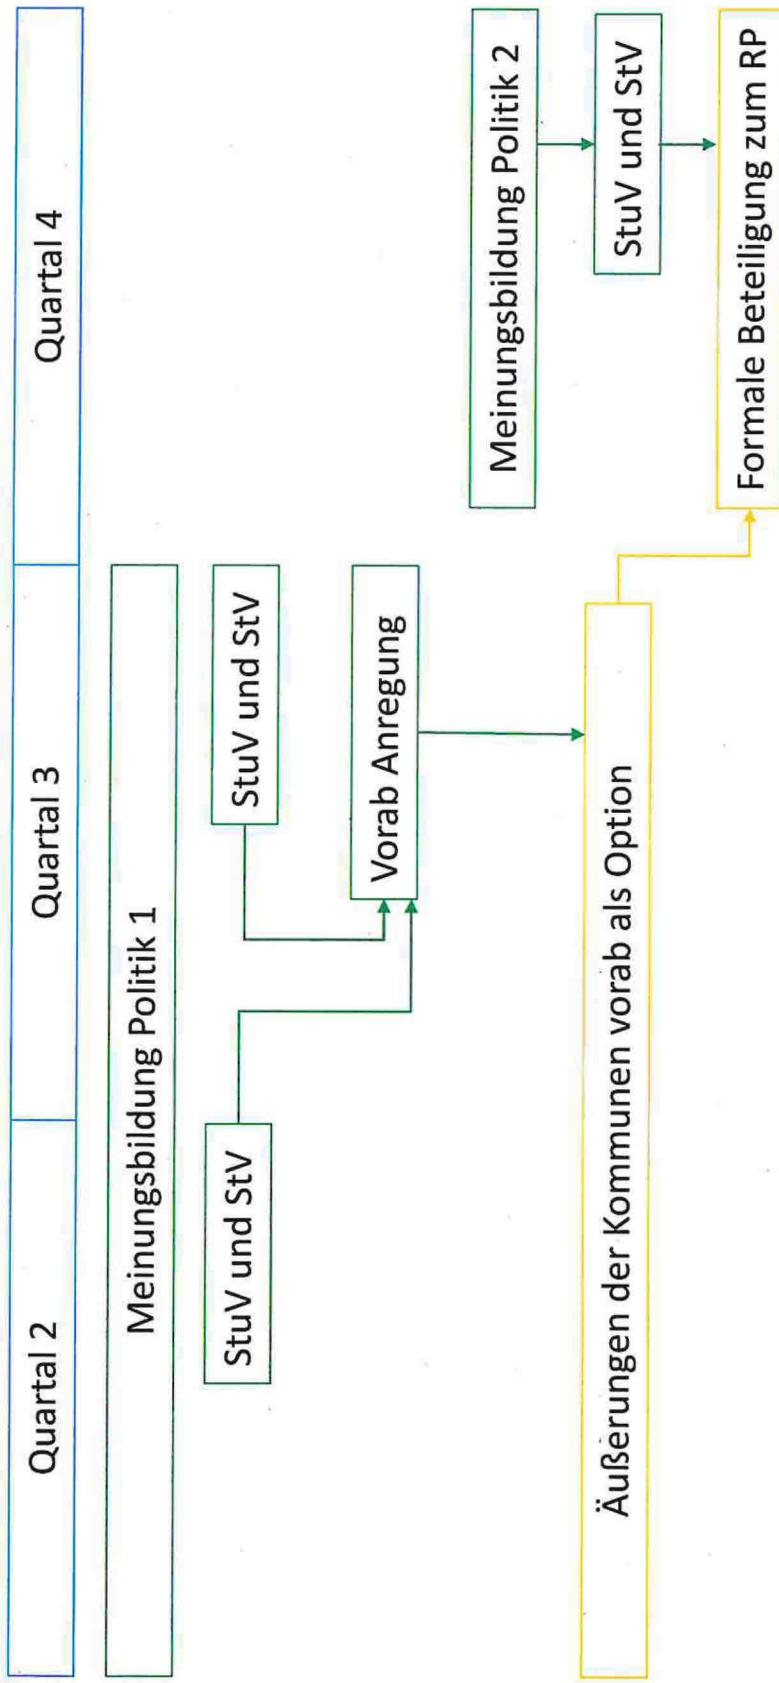 Quartal 2
Quartal 3
Quartal 4
Meinungsbildung Politik 1
StuV und StV
StuV und StV
Vorab Anregung
Meinungsbildung Politik 2
StuV und StV
Äußerungen der Kommunen vorab als Option
Formale Beteiligung zum RP